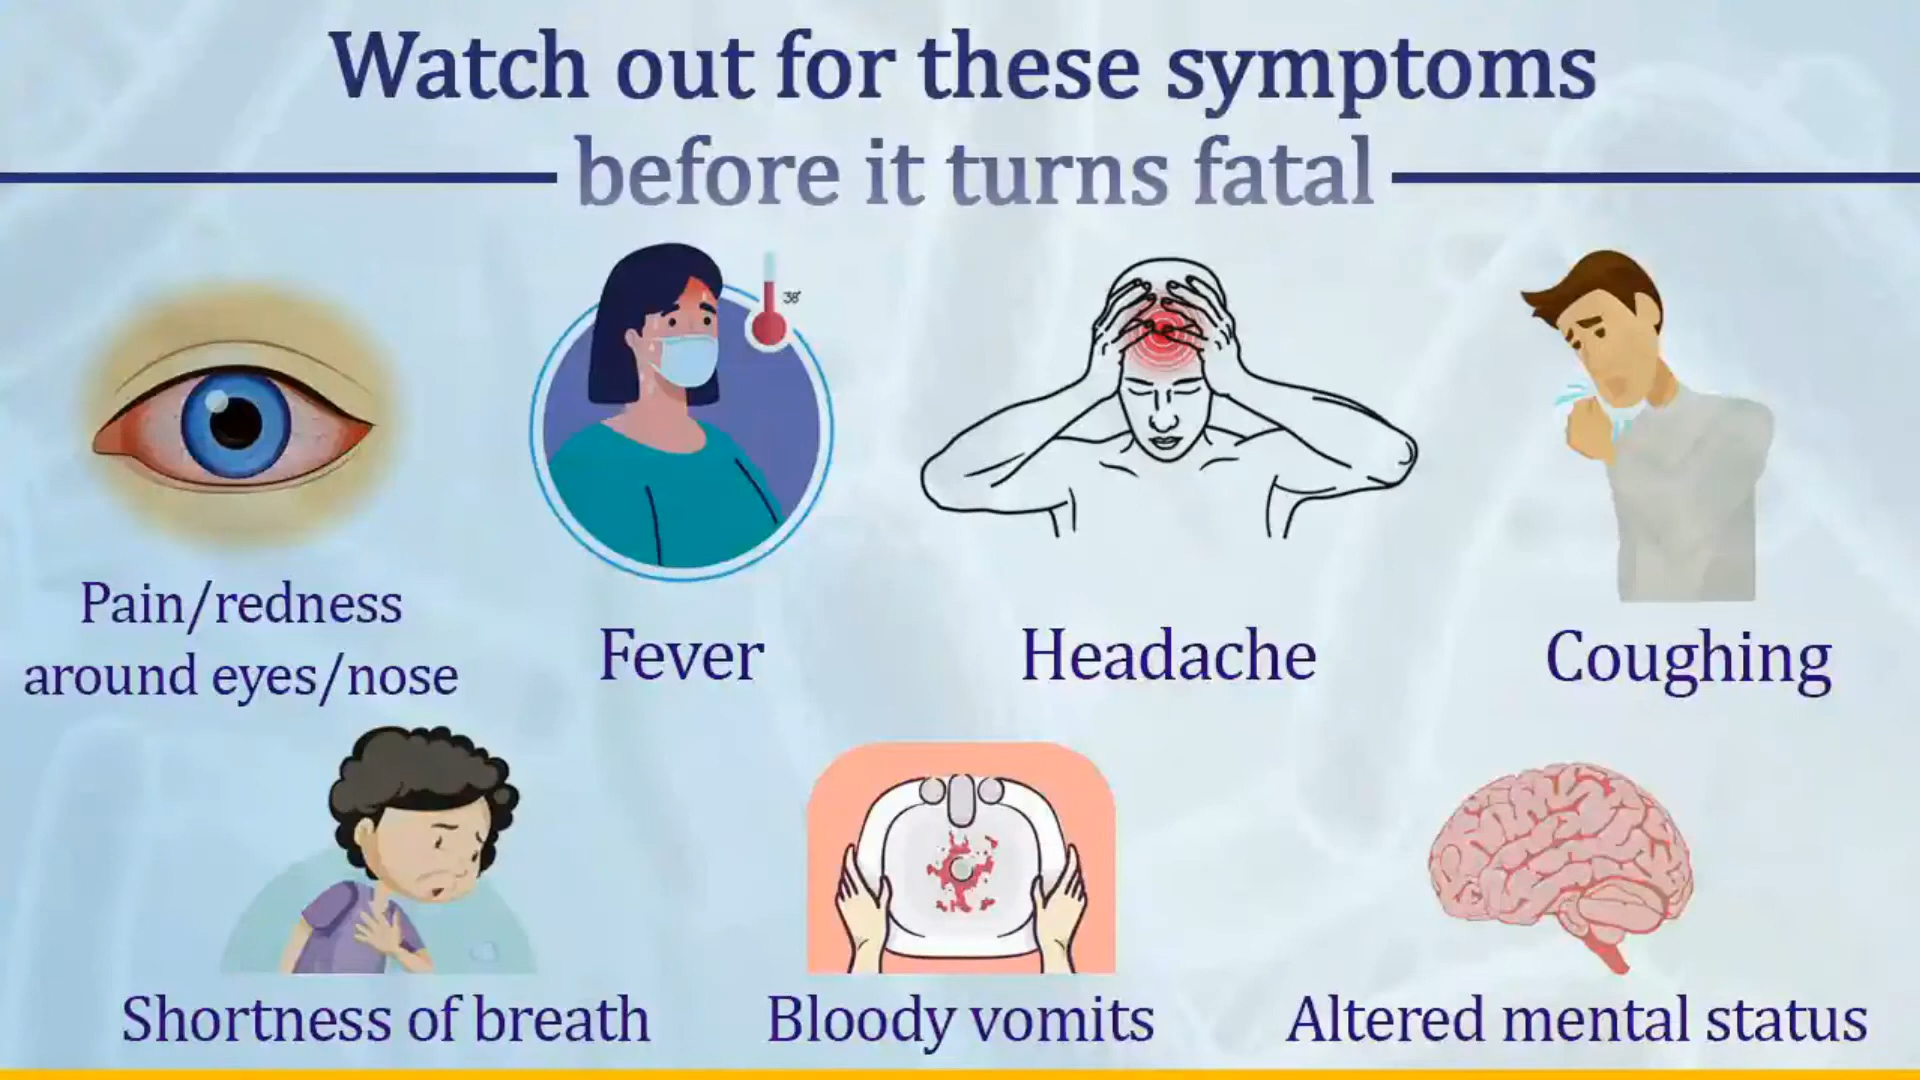 Watch out for these symptoms
before it turns fatal
38°
Pain/redness
around eyes/nose
Fever
Headache
Coughing
Shortness of breath
Bloody vomits
Altered mental status